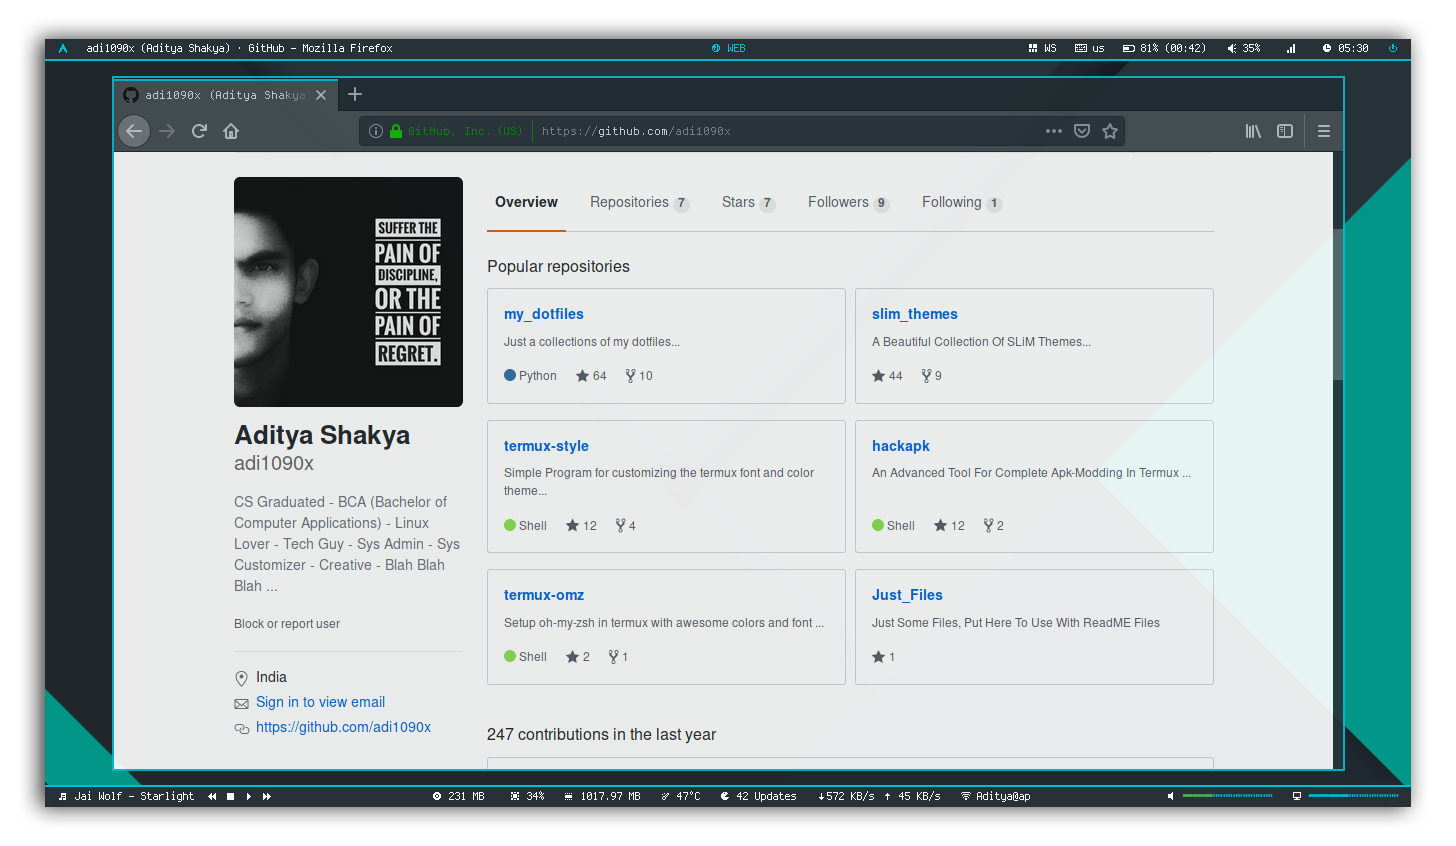 adi1090x (Aditya Shakya) · GitHub - Mozilla Firefox
WEB
WS us 81% (00:42) 35% 05:30
adi1090x (Aditya Shakya
GitHub, Inc. (US) https://github.com/adi1090x
Overview Repositories 7 Stars 7 Followers 9 Following 1
SUFFER THE
PAIN OF
DISCIPLINE,
OR THE
PAIN OF
REGRET.
Aditya Shakya
adi1090x
CS Graduated - BCA (Bachelor of
Computer Applications) - Linux
Lover - Tech Guy - Sys Admin - Sys
Customizer - Creative - Blah Blah
Blah ...
Block or report user
India
Sign in to view email
https://github.com/adi1090x
Popular repositories
my_dotfiles
Just a collections of my dotfiles...
Python 64 10
slim_themes
A Beautiful Collection Of SLiM Themes...
44 9
termux-style
Simple Program for customizing the termux font and color
theme...
Shell 12 4
hackapk
An Advanced Tool For Complete Apk-Modding In Termux ...
Shell 12 2
termux-omz
Setup oh-my-zsh in termux with awesome colors and font ...
Shell 2 1
Just_Files
Just Some Files, Put Here To Use With ReadME Files
1
247 contributions in the last year
Jai Wolf - Starlight
231 MB 34% 1017.97 MB 47°C 42 Updates ↓572 KB/s ↑ 45 KB/s Aditya@ap